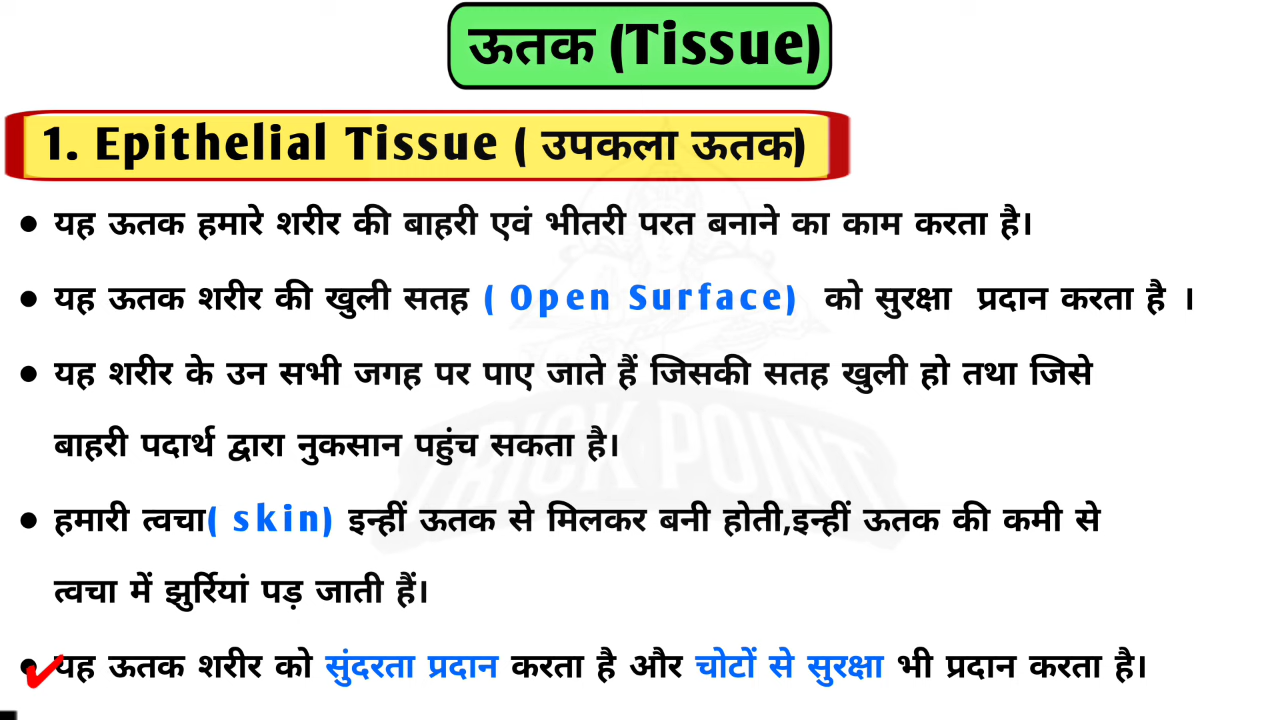 ऊतक (Tissue)
1. Epithelial Tissue ( उपकला ऊतक)
● यह ऊतक हमारे शरीर की बाहरी एवं भीतरी परत बनाने का काम करता है।
● यह ऊतक शरीर की खुली सतह ( Open Surface) को सुरक्षा प्रदान करता है ।
● यह शरीर के उन सभी जगह पर पाए जाते हैं जिसकी सतह खुली हो तथा जिसे
बाहरी पदार्थ द्वारा नुकसान पहुंच सकता है।
● हमारी त्वचा( skin) इन्हीं ऊतक से मिलकर बनी होती,इन्हीं ऊतक की कमी से
त्वचा में झुर्रियां पड़ जाती हैं।
● यह ऊतक शरीर को सुंदरता प्रदान करता है और चोटों से सुरक्षा भी प्रदान करता है।
TRICK POINT